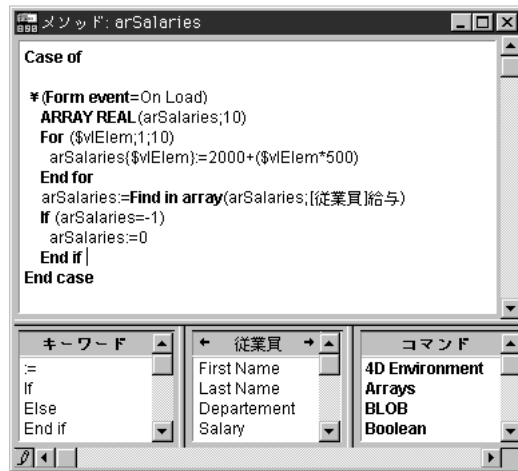 メソッド: arSalaries
Case of
¥(Form event=On Load)
ARRAY REAL(arSalaries;10)
For ($vlElem;1;10)
arSalaries{$vlElem}:=2000+($vlElem*500)
End for
arSalaries:=Find in array(arSalaries;[従業員]給与)
If (arSalaries=-1)
arSalaries:=0
End if
End case
キーワード
:=
If
Else
End if
従業員
First Name
Last Name
Departement
Salary
コマンド
4D Environment
Arrays
BLOB
Boolean